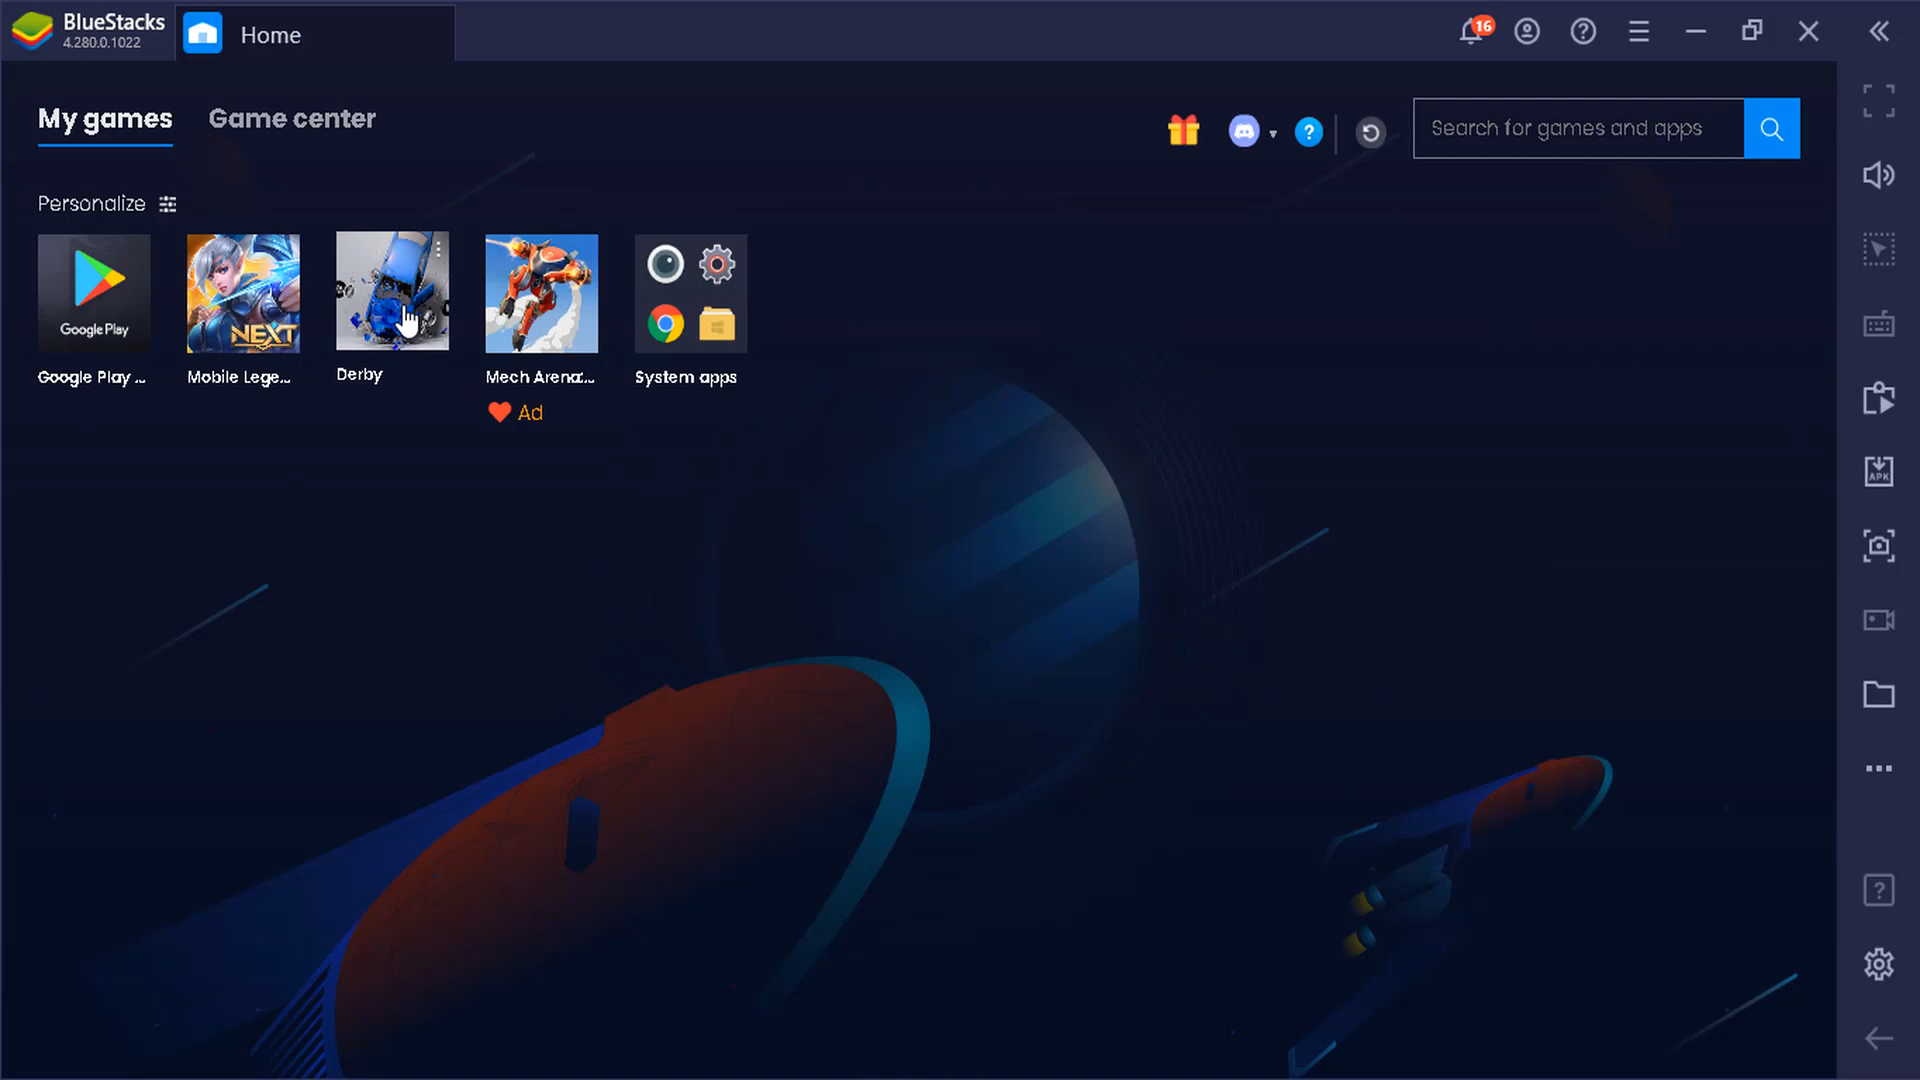 BlueStacks
4.280.0.1022
Home
16
My games
Game center
?
Search for games and apps
Personalize
Google Play
NEXT
Google Play ...
Mobile Lege...
Derby
Mech Arena:...
System apps
Ad
APK